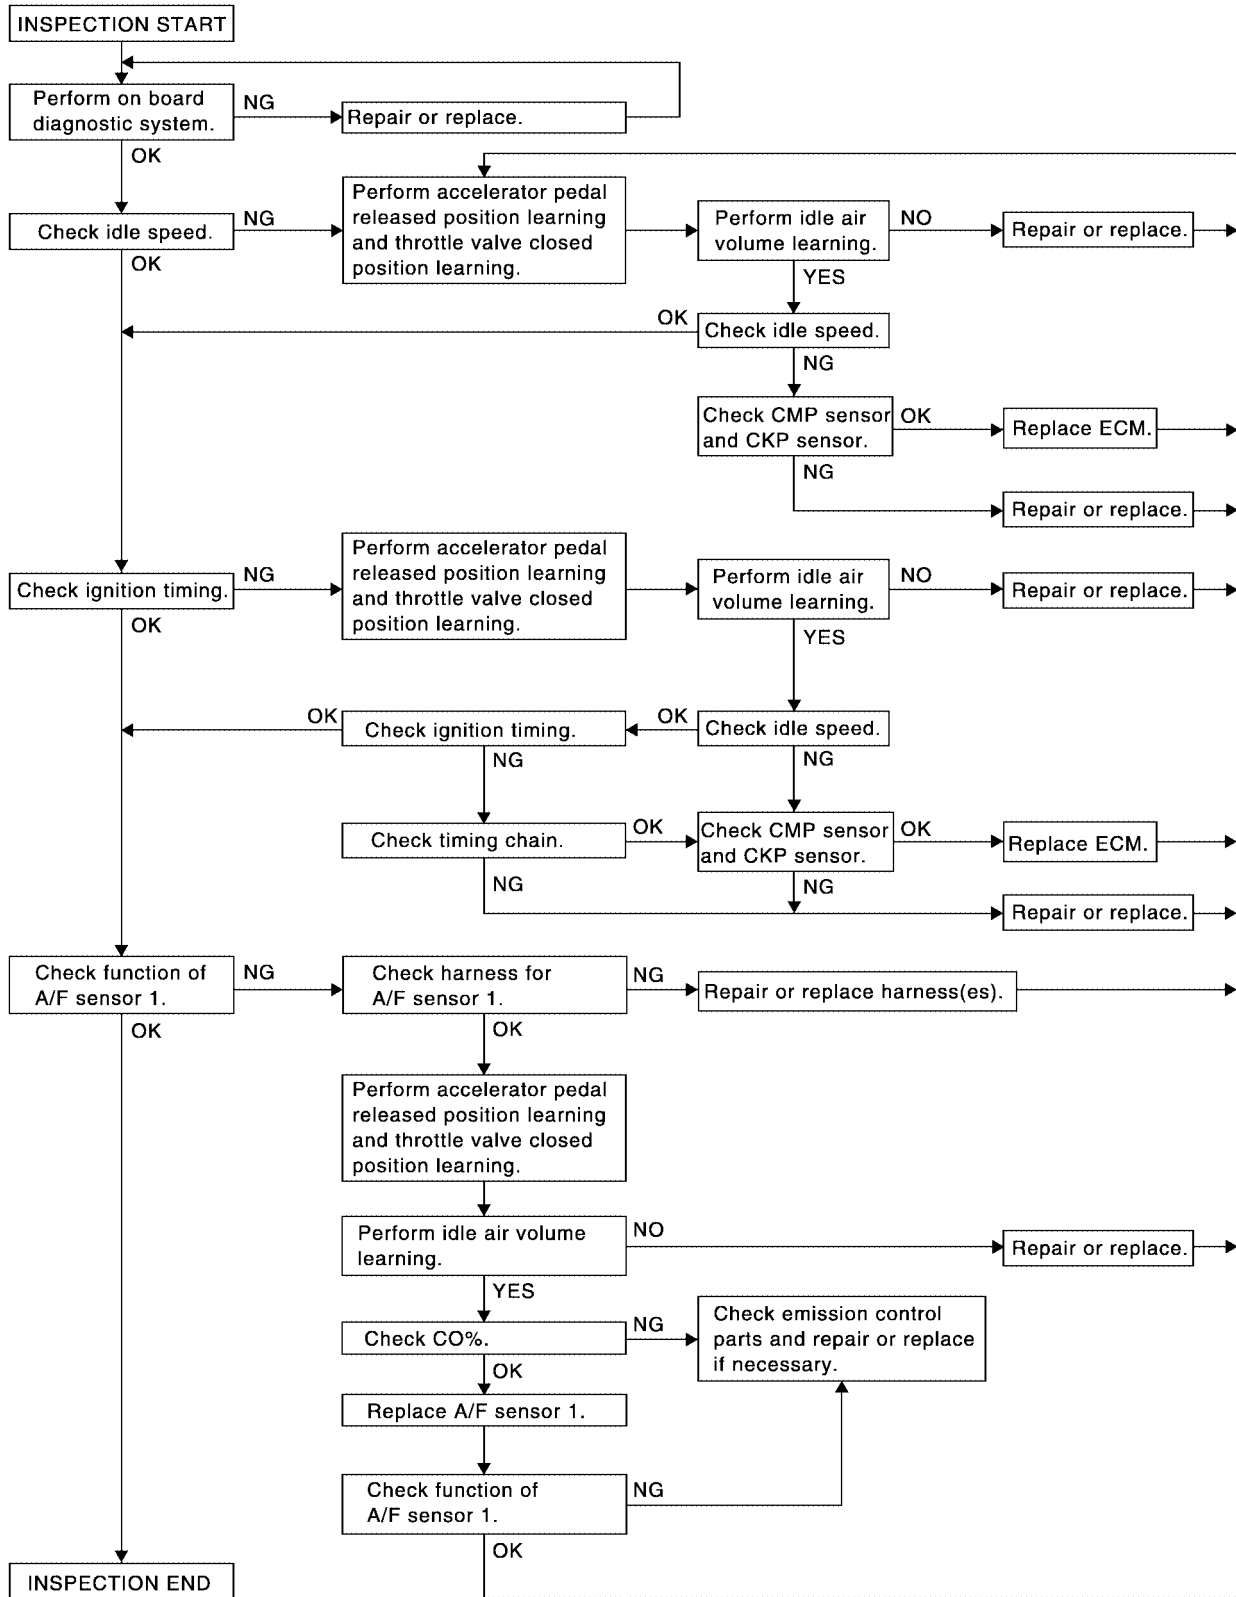 INSPECTION START
Perform on board
diagnostic system.
NG
Repair or replace.
OK
Check idle speed.
NG
Perform accelerator pedal
released position learning
and throttle valve closed
position learning.
Perform idle air
volume learning.
NO
Repair or replace.
OK
YES
OK
Check idle speed.
NG
Check CMP sensor
and CKP sensor.
OK
Replace ECM.
NG
Repair or replace.
Check ignition timing.
NG
Perform accelerator pedal
released position learning
and throttle valve closed
position learning.
Perform idle air
volume learning.
NO
Repair or replace.
OK
YES
OK
Check ignition timing.
OK
Check idle speed.
NG
NG
Check timing chain.
OK
Check CMP sensor
and CKP sensor.
OK
Replace ECM.
NG
NG
Repair or replace.
Check function of
A/F sensor 1.
NG
Check harness for
A/F sensor 1.
NG
Repair or replace harness(es).
OK
OK
Perform accelerator pedal
released position learning
and throttle valve closed
position learning.
Perform idle air volume
learning.
NO
Repair or replace.
YES
Check CO%.
NG
Check emission control
parts and repair or replace
if necessary.
OK
Replace A/F sensor 1.
Check function of
A/F sensor 1.
NG
OK
INSPECTION END